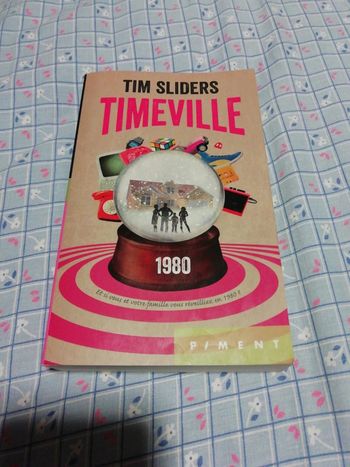 TIM SLIDERS
TIMEVILLE
1980
Et si vous et votre famille vous réveilliez en 1980 ?
PIMENT